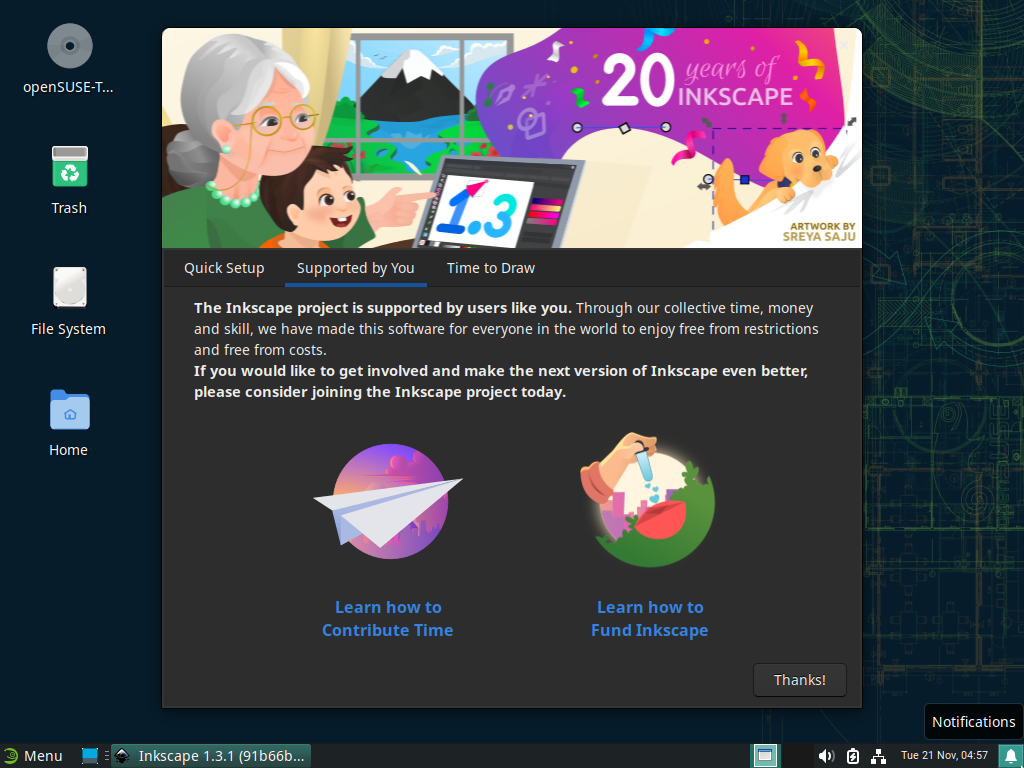 openSUSE-T...
Trash
File System
Home
20 years of
INKSCAPE
1.3
ARTWORK BY
SREYA SAJU
Quick Setup
Supported by You
Time to Draw
The Inkscape project is supported by users like you. Through our collective time, money
and skill, we have made this software for everyone in the world to enjoy free from restrictions
and free from costs.
If you would like to get involved and make the next version of Inkscape even better,
please consider joining the Inkscape project today.
Learn how to
Contribute Time
Learn how to
Fund Inkscape
Thanks!
Notifications
Menu
Inkscape 1.3.1 (91b66b...
Tue 21 Nov, 04:57